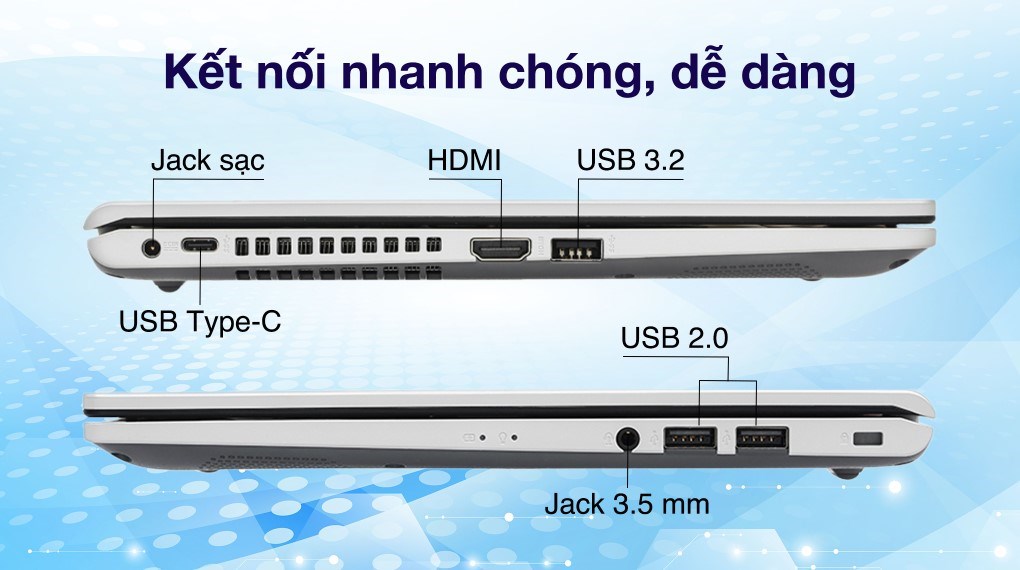 Kết nối nhanh chóng, dễ dàng
Jack sạc
HDMI
USB 3.2
USB Type-C
USB 2.0
Jack 3.5 mm